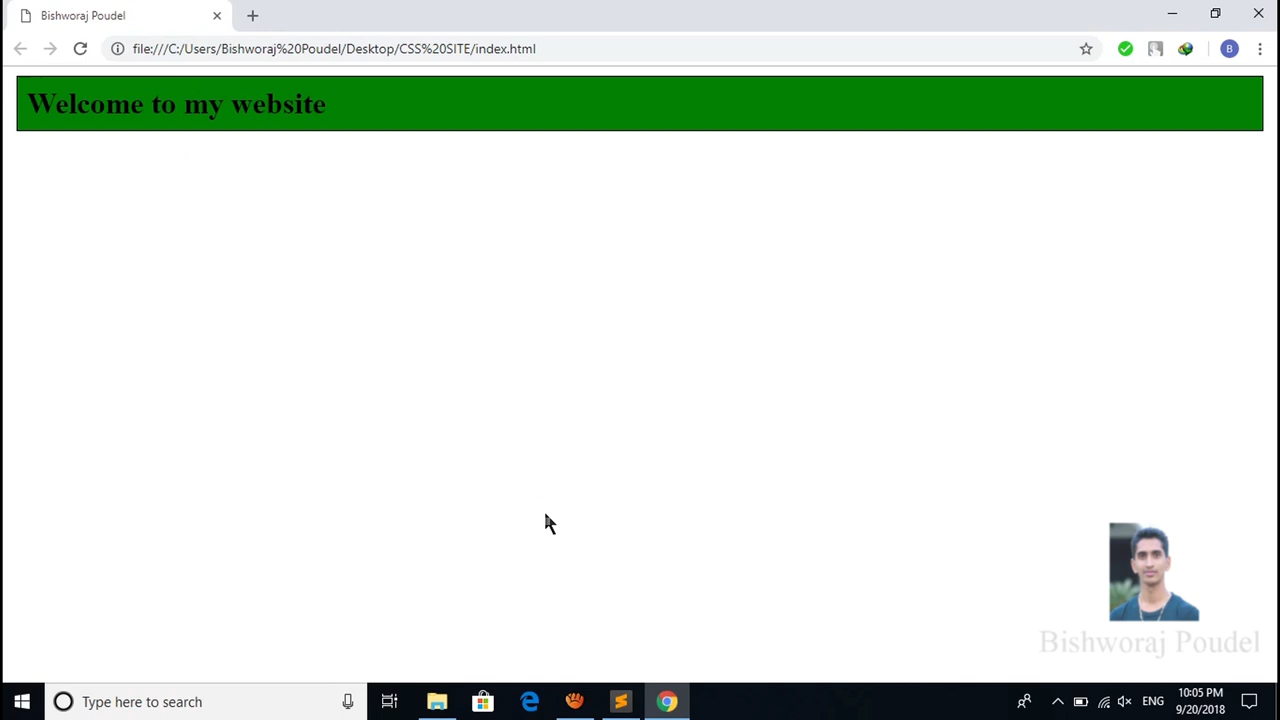 Bishworaj Poudel
file:///C:/Users/Bishworaj%20Poudel/Desktop/CSS%20SITE/index.html
B
Welcome to my website
Bishworaj Poudel
Type here to search
ENG
10:05 PM
9/20/2018